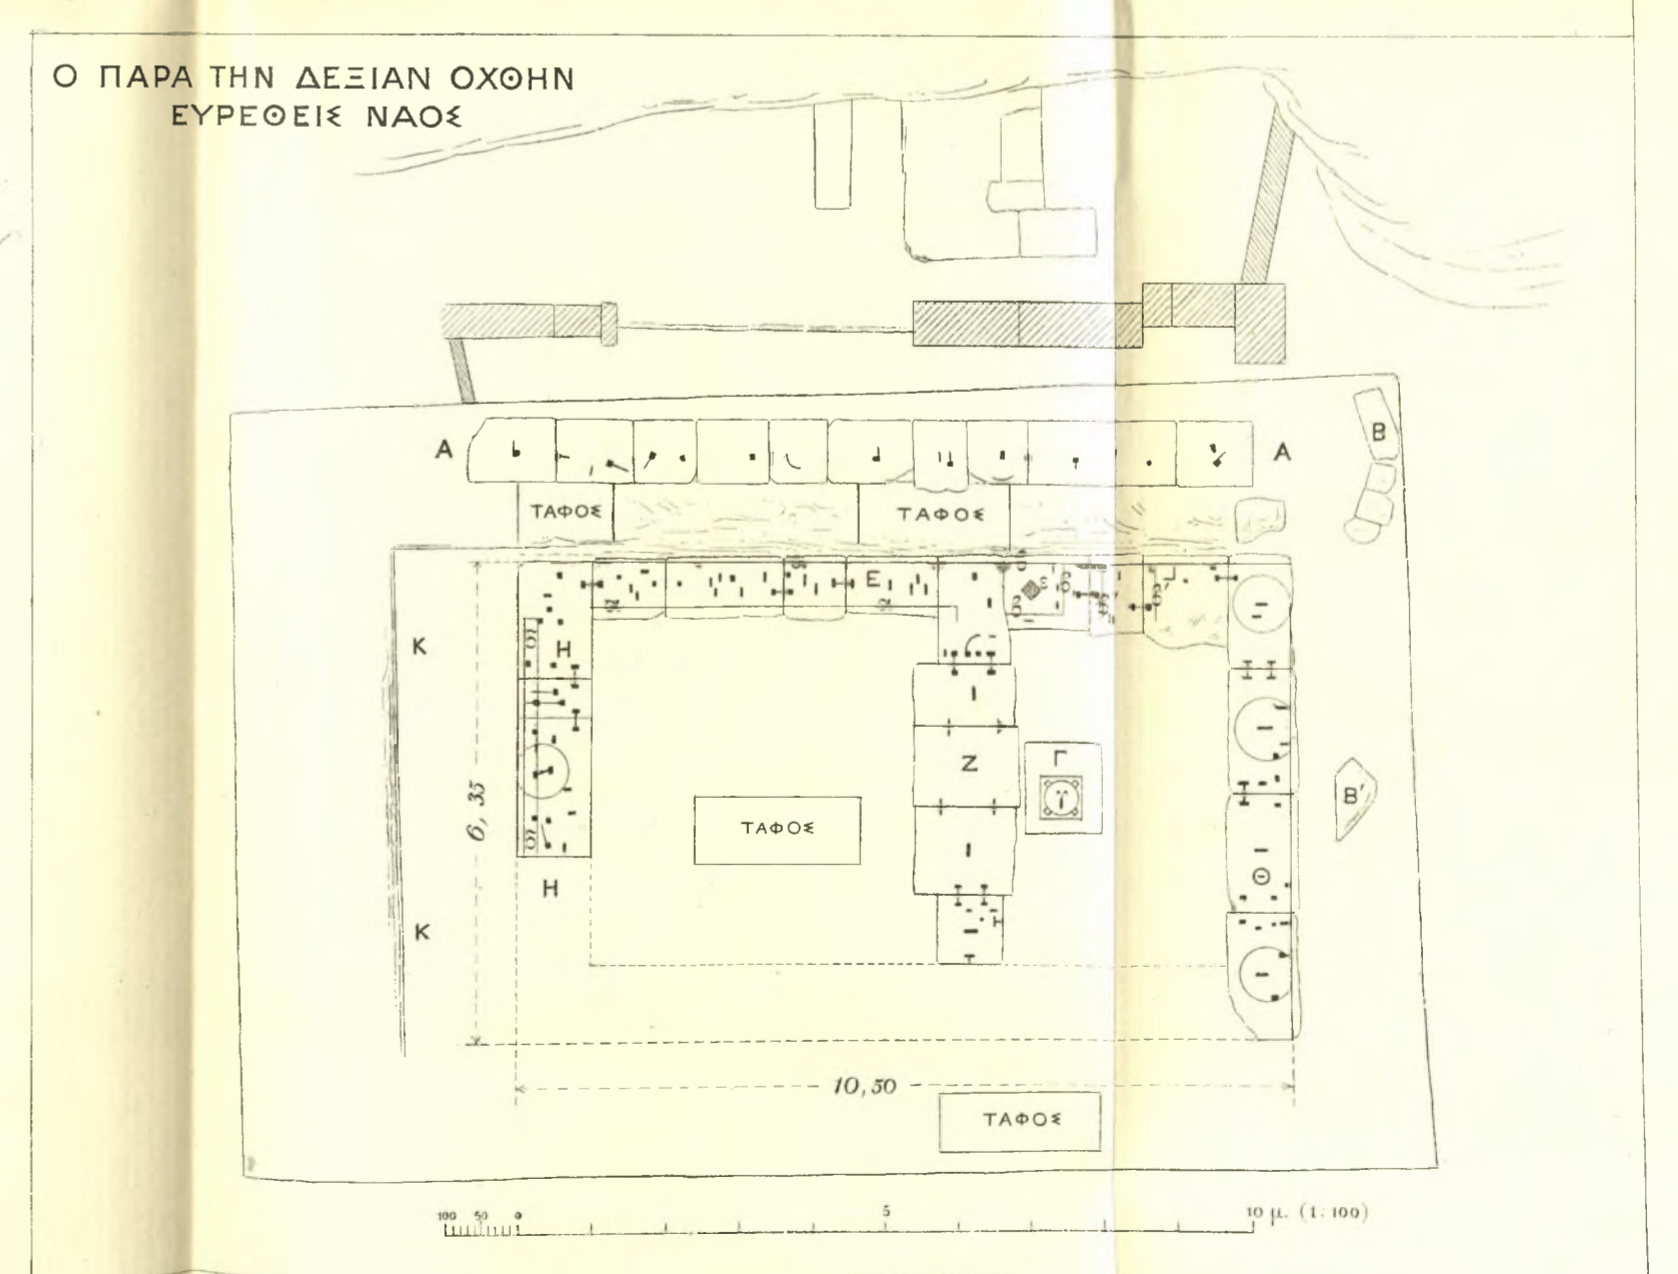 Ο ΠΑΡΑ ΤΗΝ ΔΕΞΙΑΝ ΟΧΘΗΝ
ΕΥΡΕΘΕΙΣ ΝΑΟΣ
Α
Α
Β
ΤΑΦΟΣ
ΤΑΦΟΣ
Ε
Κ
Η
Ζ
Γ
6,35
ΤΑΦΟΣ
Β'
Θ
Η
Κ
10,50
ΤΑΦΟΣ
100 50 0 5 10 μ. (1:100)